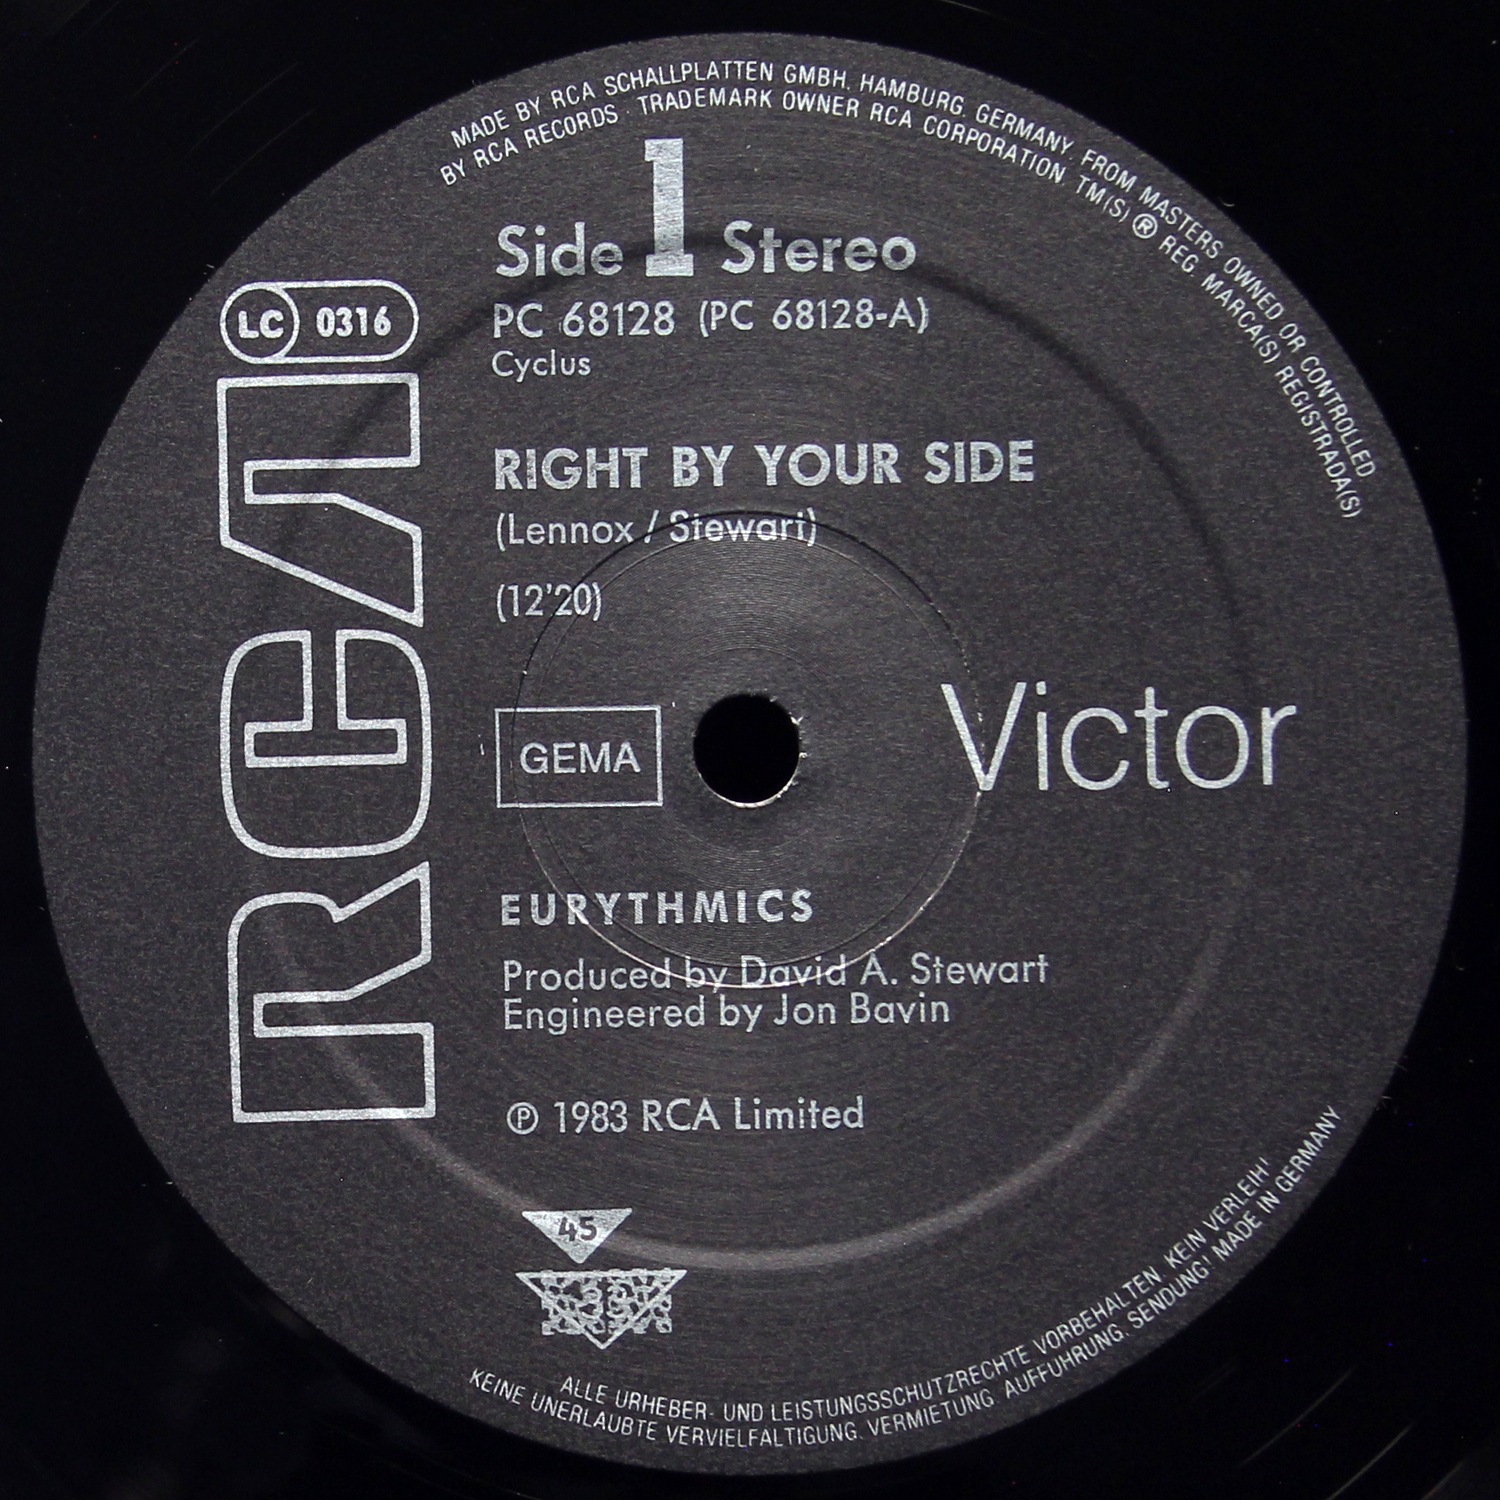 MADE BY RCA SCHALLPLATTEN GMBH. HAMBURG. GERMANY. FROM MASTERS OWNED OR CONTROLLED
BY RCA RECORDS · TRADEMARK OWNER RCA CORPORATION. TM(S) ® REG. MARCA(S) REGISTRADA(S)
Side 1 Stereo
PC 68128 (PC 68128-A)
Cyclus
LC 0316
RCA
RIGHT BY YOUR SIDE
(Lennox / Stewart)
(12'20)
GEMA
Victor
EURYTHMICS
Produced by David A. Stewart
Engineered by Jon Bavin
℗ 1983 RCA Limited
45
33
ALLE URHEBER- UND LEISTUNGSSCHUTZRECHTE VORBEHALTEN. KEIN VERLEIH!
KEINE UNERLAUBTE VERVIELFALTIGUNG. VERMIETUNG. AUFFUHRUNG. SENDUNG! MADE IN GERMANY